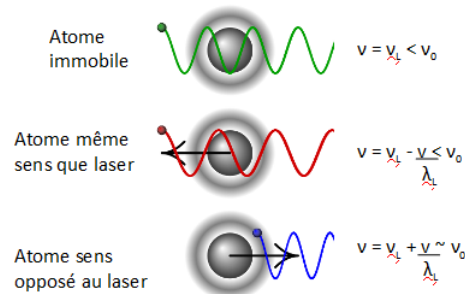 Atome
immobile
ν = ν_L < ν_0
Atome même
sens que laser
ν = ν_L - v < ν_0
λ_L
Atome sens
opposé au laser
ν = ν_L + v ~ ν_0
λ_L